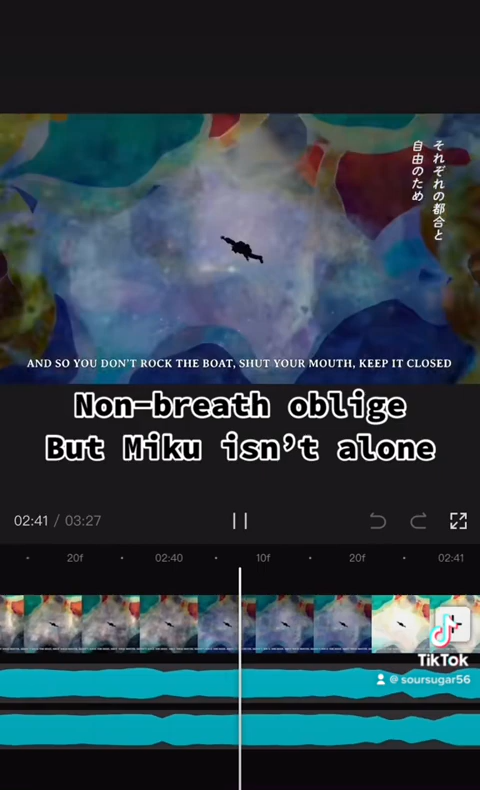 それぞれの都合と
自由のため
AND SO YOU DON'T ROCK THE BOAT, SHUT YOUR MOUTH, KEEP IT CLOSED
Non-breath oblige
But Miku isn't alone
02:41 / 03:27
20f 02:40 10f 20f 02:41
TikTok
@soursugar56